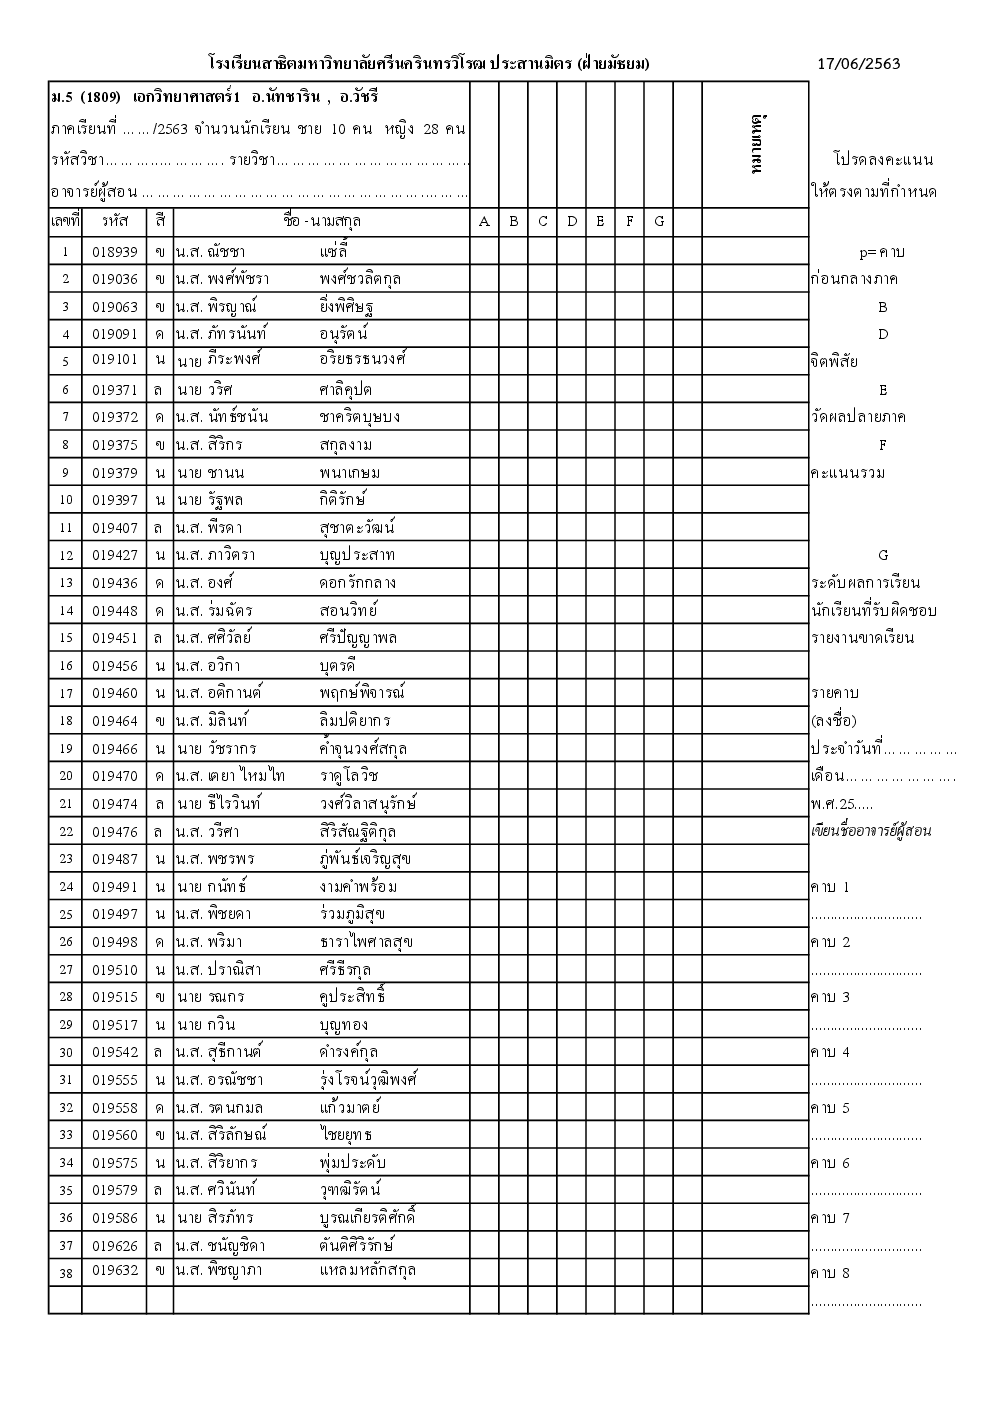 โรงเรียนสาธิตมหาวิทยาลัยศรีนครินทรวิโรฒ ประสานมิตร (ฝ่ายมัธยม) 17/06/2563
ม.5 (1809) เอกวิทยาศาสตร์1 อ.นัทชาริน , อ.วัชรี
ภาคเรียนที่ ……/2563 จำนวนนักเรียน ชาย 10 คน หญิง 28 คน หมายเหตุ
รหัสวิชา…………………. รายวิชา……………………………… โปรดลงคะแนน
อาจารย์ผู้สอน …………………………………………………… ให้ตรงตามที่กำหนด
เลขที่ รหัส สี ชื่อ - นามสกุล A B C D E F G
1 018939 ข น.ส. ณัชชา แซ่ลี้ p= คาบ
2 019036 ข น.ส. พงศ์พัชรา พงศ์ชวลิตกุล ก่อนกลางภาค
3 019063 ข น.ส. พิรญาณ์ ยิ่งพิศิษฐ B
4 019091 ด น.ส. ภัทรนันท์ อนุรัตน์ D
5 019101 น นาย ภีระพงศ์ อริยธรธนวงศ์ จิตพิสัย
6 019371 ล นาย วริศ ศาลิคุปต E
7 019372 ด น.ส. นัทธ์ชนัน ชาคริตบุษบง วัดผลปลายภาค
8 019375 ข น.ส. สิริกร สกุลงาม F
9 019379 น นาย ชานน พนาเกษม คะแนนรวม
10 019397 น นาย รัฐพล กิติรักษ์
11 019407 ล น.ส. พีรดา สุชาตะวัฒน์
12 019427 น น.ส. ภาวิตรา บุญประสาท G
13 019436 ด น.ส. องศ์ ดอกรักกลาง ระดับผลการเรียน
14 019448 ด น.ส. ร่มฉัตร สอนวิทย์ นักเรียนที่รับผิดชอบ
15 019451 ล น.ส. ศศิวัลย์ ศรีปัญญาพล รายงานขาดเรียน
16 019456 น น.ส. อวิกา บุตรดี
17 019460 น น.ส. อติกานต์ พฤกษ์พิจารณ์ รายคาบ
18 019464 ข น.ส. มิลินท์ ลิมปติยากร (ลงชื่อ)
19 019466 น นาย วัชรากร ค้ำจุนวงศ์สกุล ประจำวันที่……………
20 019470 ด น.ส. เตยา ไหมไท ราดูโลวิช เดือน………………….
21 019474 ล นาย ธีไรวินท์ วงศ์วิลาสนุรักษ์ พ.ศ.25.....
22 019476 ล น.ส. วรีศา สิริสัณฐิติกุล เขียนชื่ออาจารย์ผู้สอน
23 019487 น น.ส. พชรพร ภู่พันธ์เจริญสุข
24 019491 น นาย กนัทธ์ งามคำพร้อม คาบ 1
25 019497 น น.ส. พิชยดา ร่วมภูมิสุข ............................
26 019498 ด น.ส. พริมา ธาราไพศาลสุข คาบ 2
27 019510 น น.ส. ปราณิสา ศรีธีรกุล ............................
28 019515 ข นาย รณกร คูประสิทธิ์ คาบ 3
29 019517 น นาย กวิน บุญทอง ............................
30 019542 ล น.ส. สุธีกานต์ ดำรงค์กุล คาบ 4
31 019555 น น.ส. อรณัชชา รุ่งโรจน์วุฒิพงศ์ ............................
32 019558 ด น.ส. รตนกมล แก้วมาตย์ คาบ 5
33 019560 ข น.ส. สิริลักษณ์ ไชยยุทธ ............................
34 019575 น น.ส. สิริยากร พุ่มประดับ คาบ 6
35 019579 ล น.ส. ศวินันท์ วุฑฒิรัตน์ ............................
36 019586 น นาย สิรภัทร บูรณเกียรติศักดิ์ คาบ 7
37 019626 ล น.ส. ชนัญชิดา ตันติศิริรักษ์ ............................
38 019632 ข น.ส. พิชญาภา แหลมหลักสกุล คาบ 8
............................